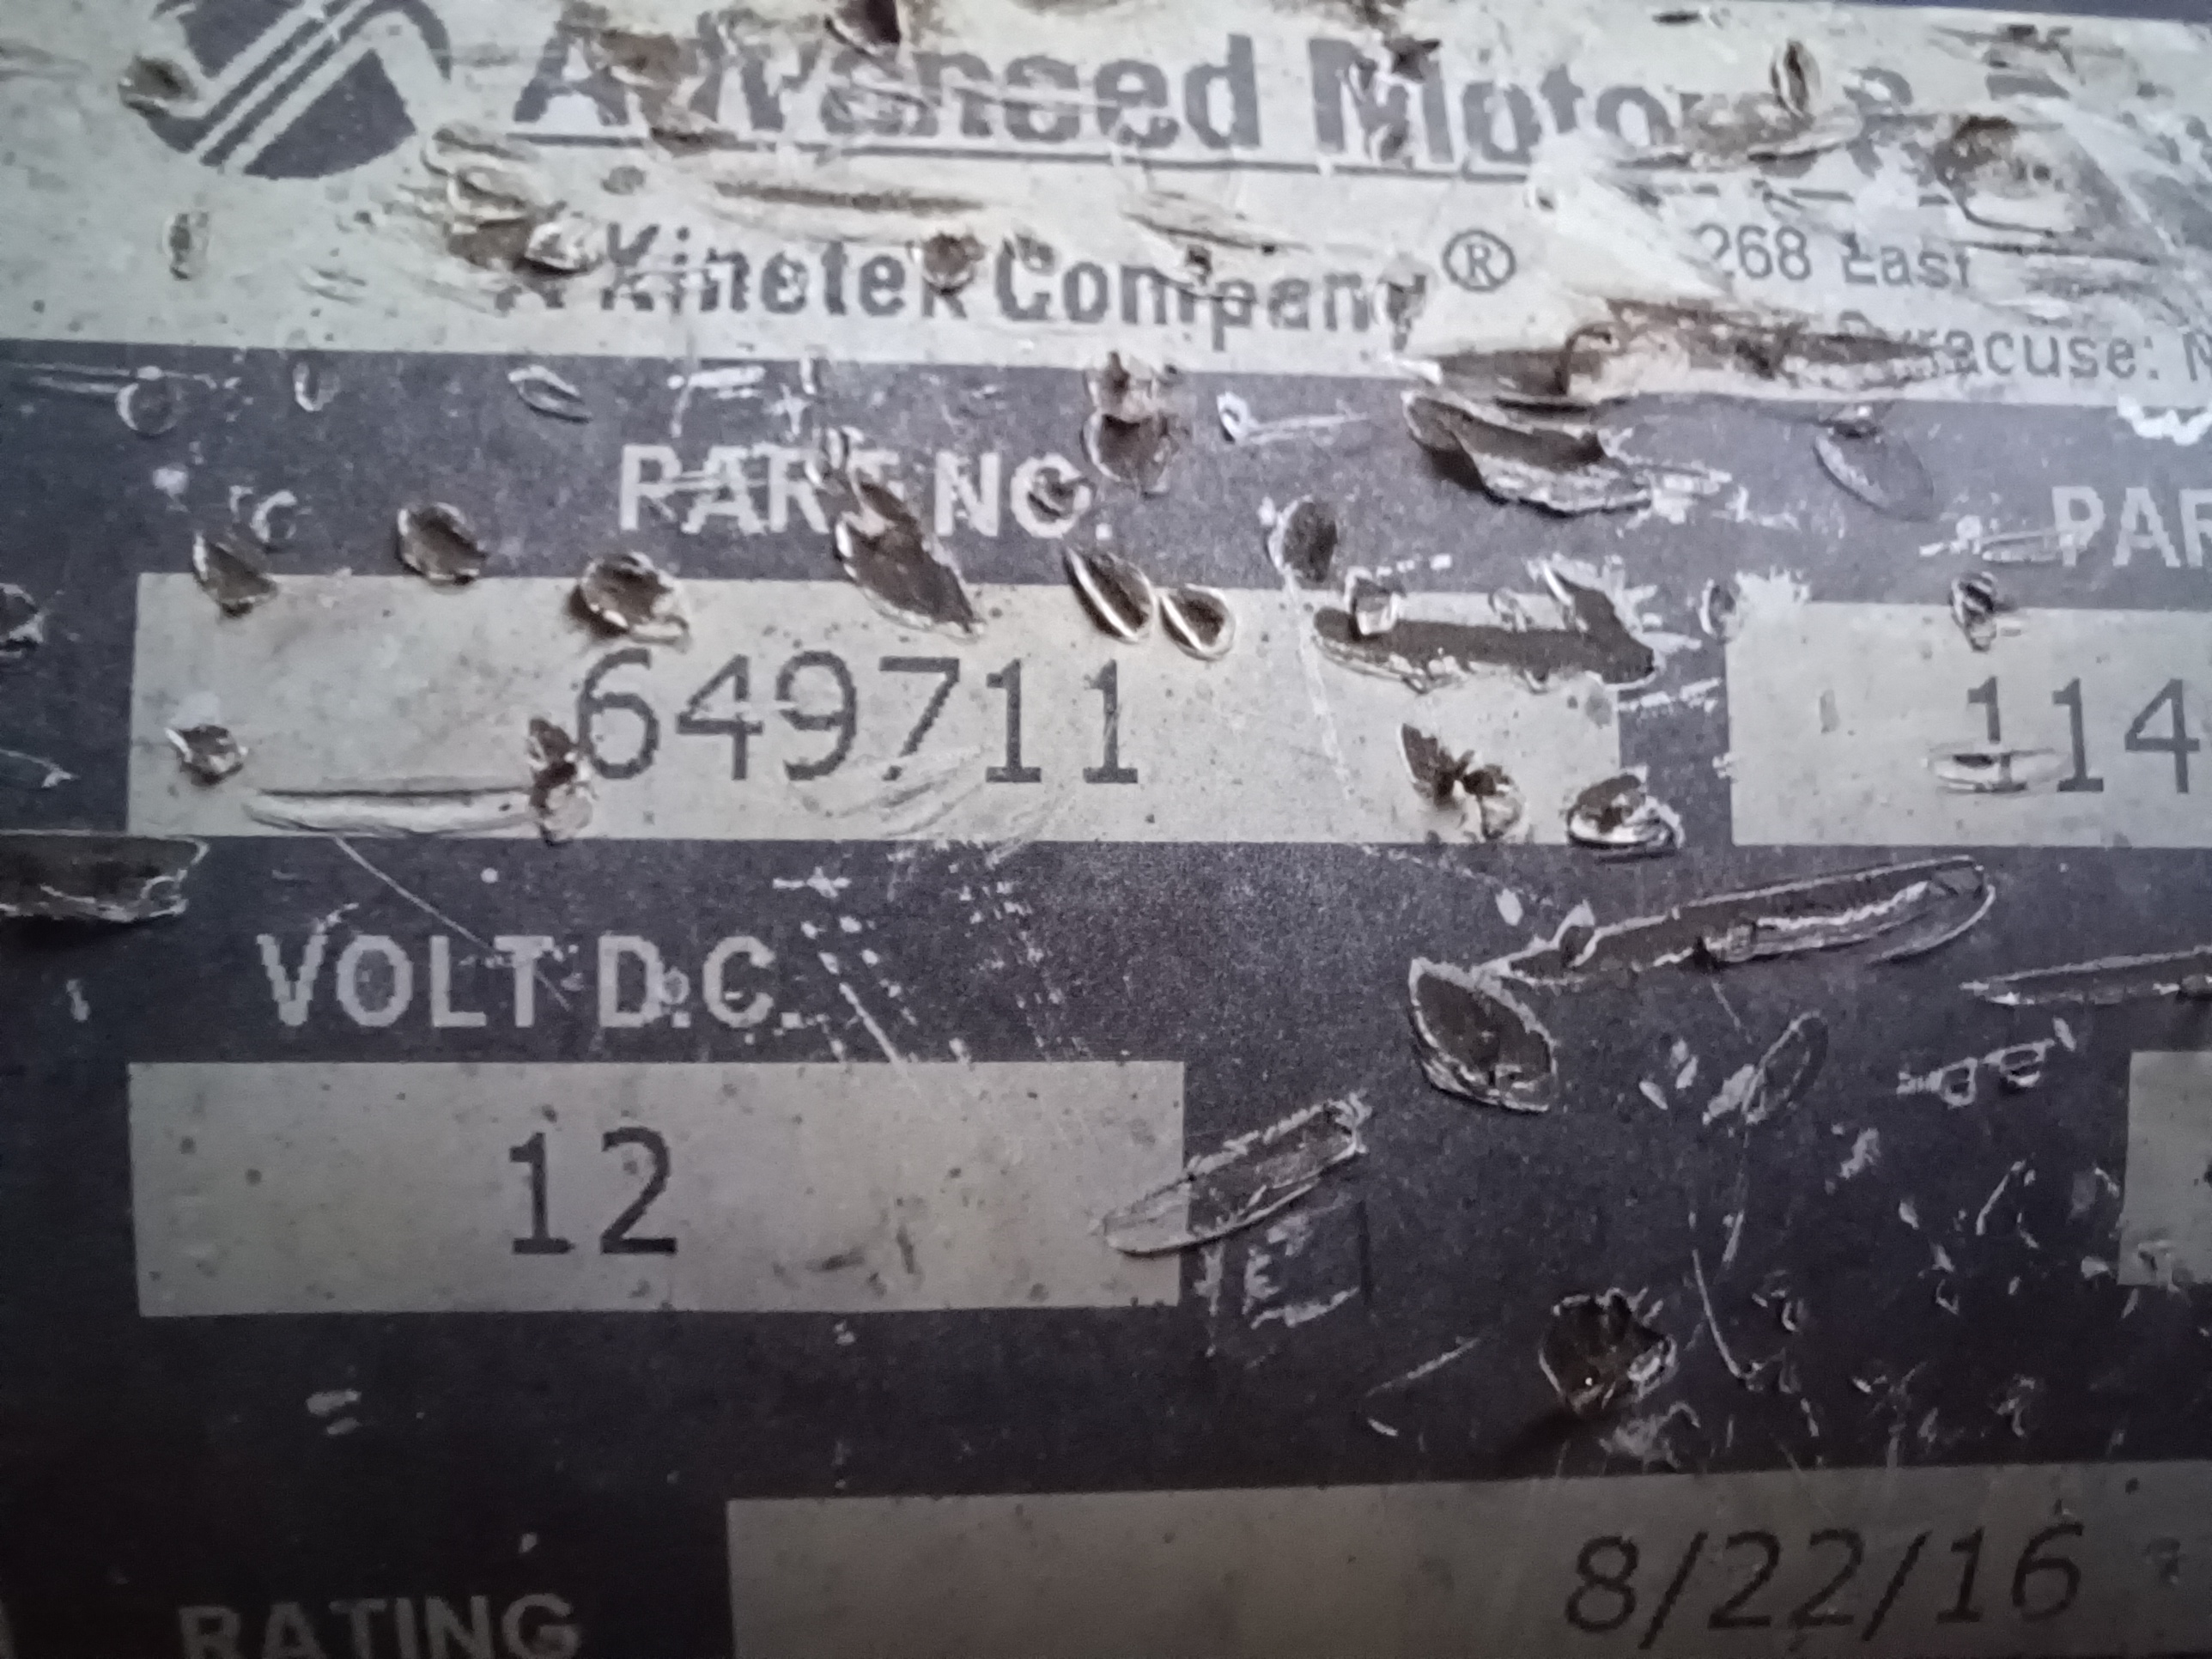 Advanced Motors &
A Kinetek Company®
268 East
Syracuse: N
PART NO.
PAR
649711
114
VOLT D.C.
12
8/22/16
RATING